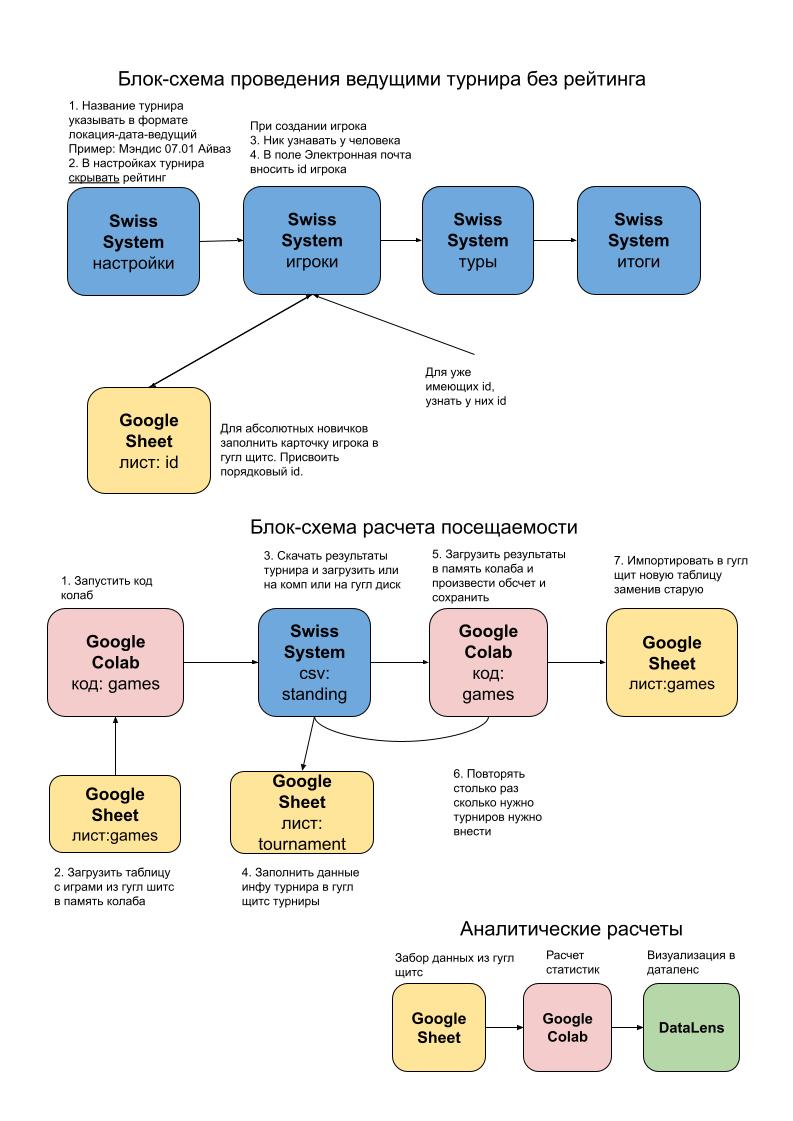 Блок-схема проведения ведущими турнира без рейтинга
1. Название турнира
указывать в формате
локация-дата-ведущий
Пример: Мэндис 07.01 Айваз
2. В настройках турнира
скрывать рейтинг
При создании игрока
3. Ник узнавать у человека
4. В поле Электронная почта
вносить id игрока
Swiss
System
настройки
Swiss
System
игроки
Swiss
System
туры
Swiss
System
итоги
Для уже
имеющих id,
узнать у них id
Google
Sheet
лист: id
Для абсолютных новичков
заполнить карточку игрока в
гугл щитс. Присвоить
порядковый id.
Блок-схема расчета посещаемости
1. Запустить код
колаб
3. Скачать результаты
турнира и загрузить или
на комп или на гугл диск
5. Загрузить результаты
в память колаба и
произвести обсчет и
сохранить
7. Импортировать в гугл
щит новую таблицу
заменив старую
Google
Colab
код: games
Swiss
System
csv:
standing
Google
Colab
код:
games
Google
Sheet
лист:games
Google
Sheet
лист:games
Google
Sheet
лист:
tournament
6. Повторять
столько раз
сколько нужно
турниров нужно
внести
2. Загрузить таблицу
с играми из гугл шитс
в память колаба
4. Заполнить данные
инфу турнира в гугл
щитс турниры
Аналитические расчеты
Забор данных из гугл
щитс
Расчет
статистик
Визуализация в
даталенс
Google
Sheet
Google
Colab
DataLens